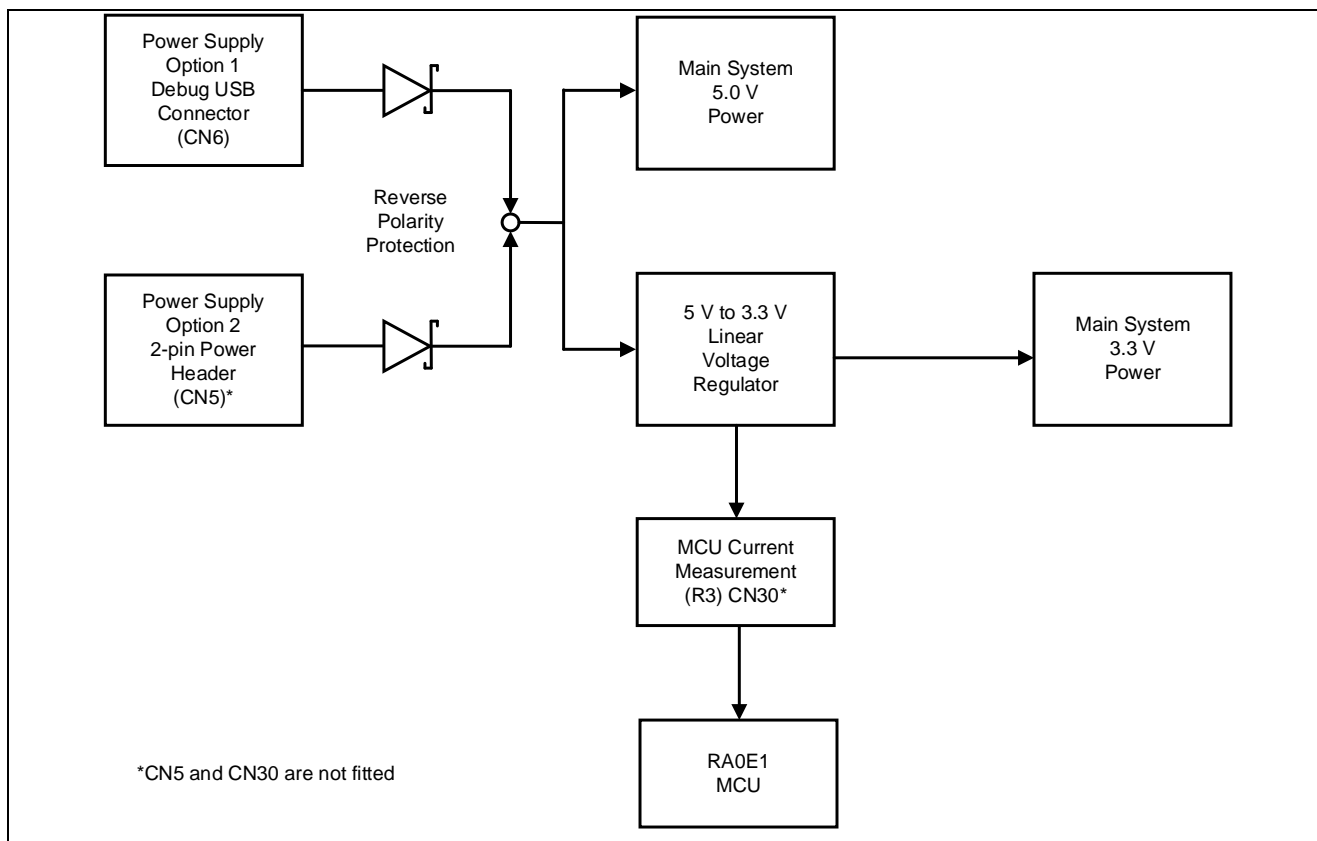 Power Supply
Option 1
Debug USB
Connector
(CN6)
Main System
5.0 V
Power
Reverse
Polarity
Protection
Power Supply
Option 2
2-pin Power
Header
(CN5)*
5 V to 3.3 V
Linear
Voltage
Regulator
Main System
3.3 V
Power
MCU Current
Measurement
(R3) CN30*
*CN5 and CN30 are not fitted
RA0E1
MCU